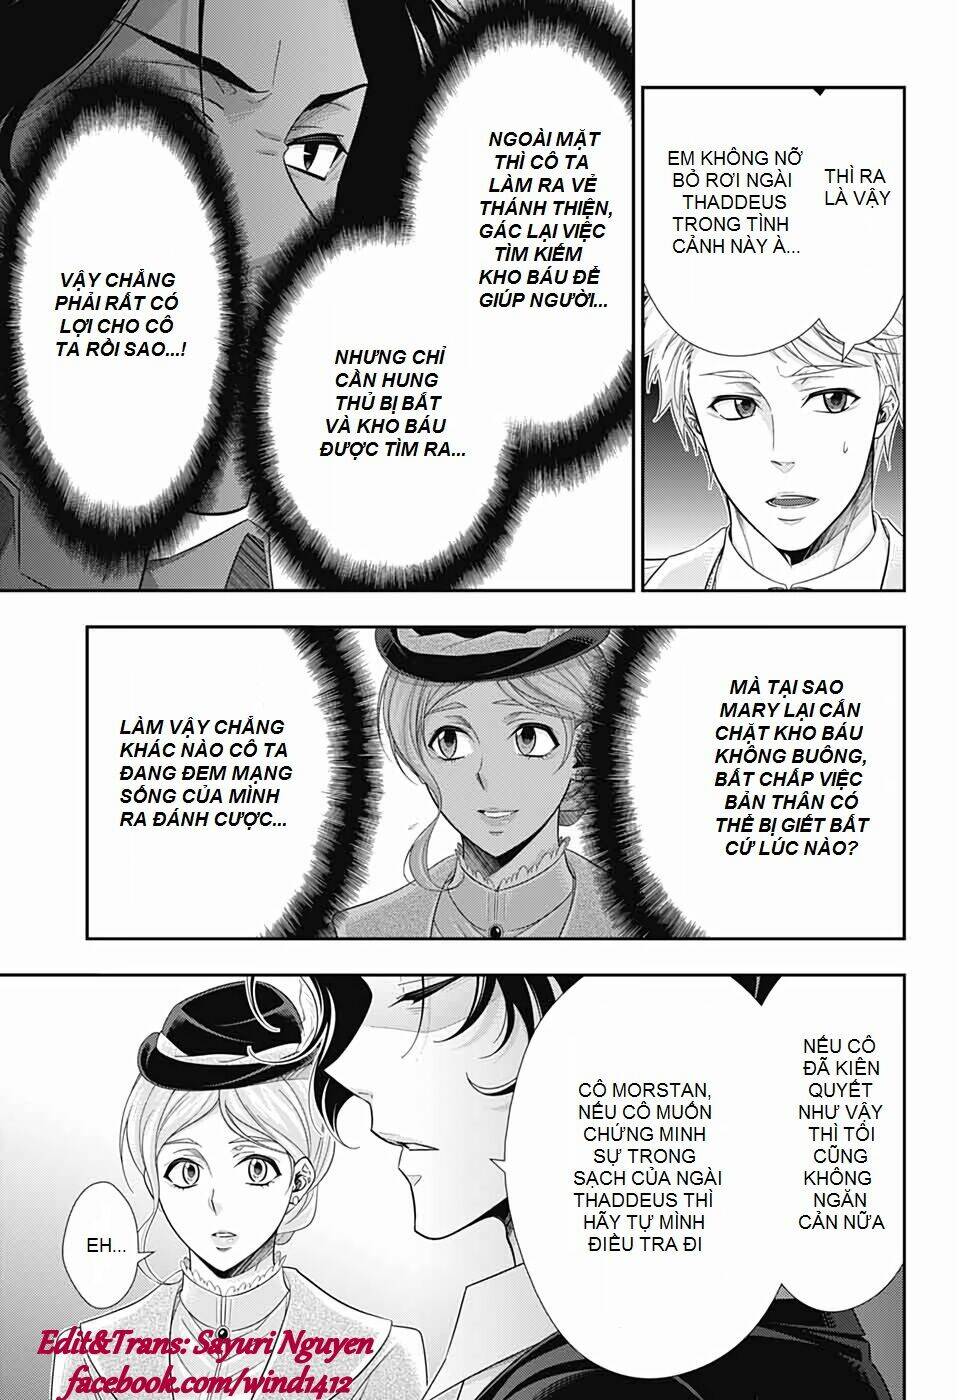 THÌ RA
LÀ VẬY
EM KHÔNG NỠ
BỎ RƠI NGÀI
THADDEUS
TRONG TÌNH
CẢNH NÀY À...
NGOÀI MẶT
THÌ CÔ TA
LÀM RA VẺ
THÁNH THIỆN,
GÁC LẠI VIỆC
TÌM KIẾM
KHO BÁU ĐỂ
GIÚP NGƯỜI...
NHƯNG CHỈ
CẦN HUNG
THỦ BỊ BẮT
VÀ KHO BÁU
ĐƯỢC TÌM RA...
VẬY CHẲNG
PHẢI RẤT CÓ
LỢI CHO CÔ
TA RỒI SAO...!
MÀ TẠI SAO
MARY LẠI CẮN
CHẶT KHO BÁU
KHÔNG BUÔNG,
BẤT CHẤP VIỆC
BẢN THÂN CÓ
THỂ BỊ GIẾT BẤT
CỨ LÚC NÀO?
LÀM VẬY CHẲNG
KHÁC NÀO CÔ TA
ĐANG ĐEM MẠNG
SỐNG CỦA MÌNH
RA ĐÁNH CƯỢC...
NẾU CÔ
ĐÃ KIÊN
QUYẾT
NHƯ VẬY
THÌ TÔI
CŨNG
KHÔNG
NGĂN
CẢN NỮA
CÔ MORSTAN,
NẾU CÔ MUỐN
CHỨNG MINH
SỰ TRONG
SẠCH CỦA NGÀI
THADDEUS THÌ
HÃY TỰ MÌNH
ĐIỀU TRA ĐI
EH...
Edit&Trans: Sayuri Nguyen
facebook.com/wind1412